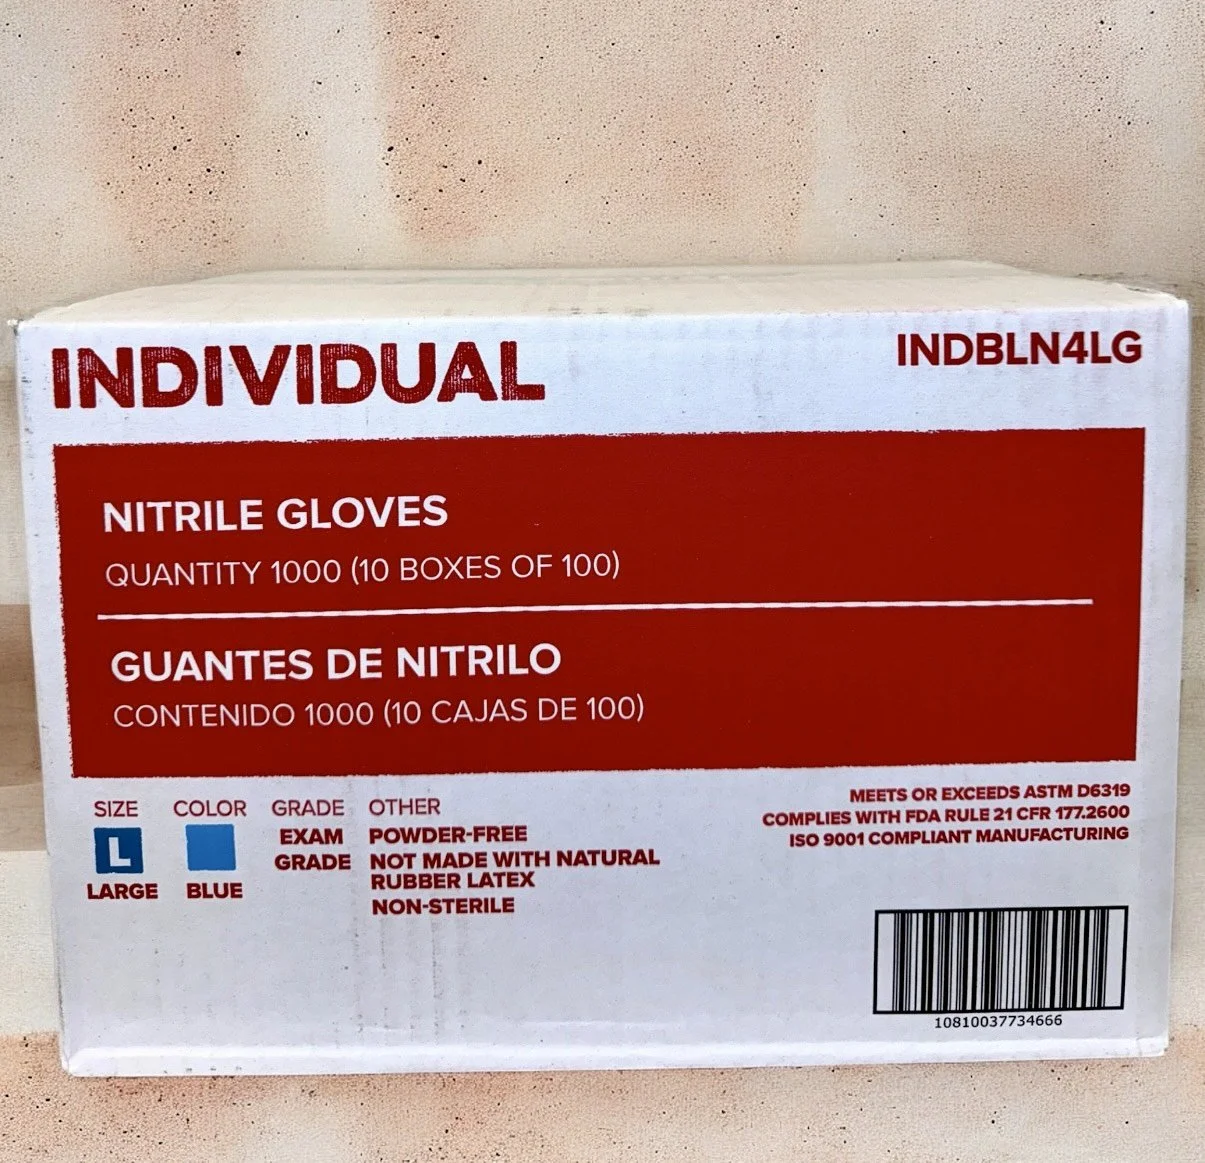 INDIVIDUAL
INDBLN4LG
NITRILE GLOVES
QUANTITY 1000 (10 BOXES OF 100)
GUANTES DE NITRILO
CONTENIDO 1000 (10 CAJAS DE 100)
SIZE
L
LARGE
COLOR
BLUE
GRADE
EXAM
GRADE
OTHER
POWDER-FREE
NOT MADE WITH NATURAL
RUBBER LATEX
NON-STERILE
MEETS OR EXCEEDS ASTM D6319
COMPLIES WITH FDA RULE 21 CFR 177.2600
ISO 9001 COMPLIANT MANUFACTURING
10810037734666